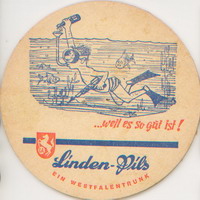 ...weil es so gut ist!
Linden-Pils
EIN WESTFALENTRUNK